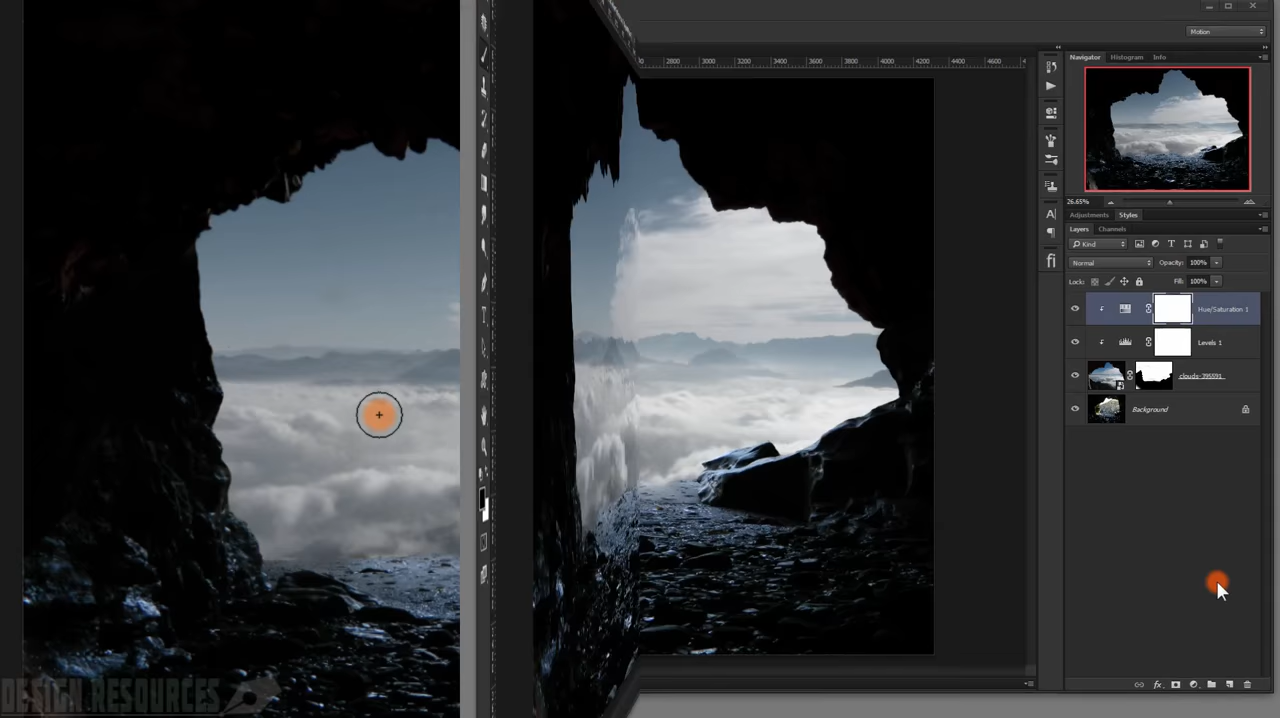 Motion
2800 3000 3200 3400 3600 3800 4000 4200 4400 4600
Navigator Histogram Info
26.65%
Adjustments Styles
Layers Channels
Kind
Normal Opacity: 100%
Lock: Fill: 100%
Hue/Saturation 1
Levels 1
clouds-395591
Background
DESIGN RESOURCES